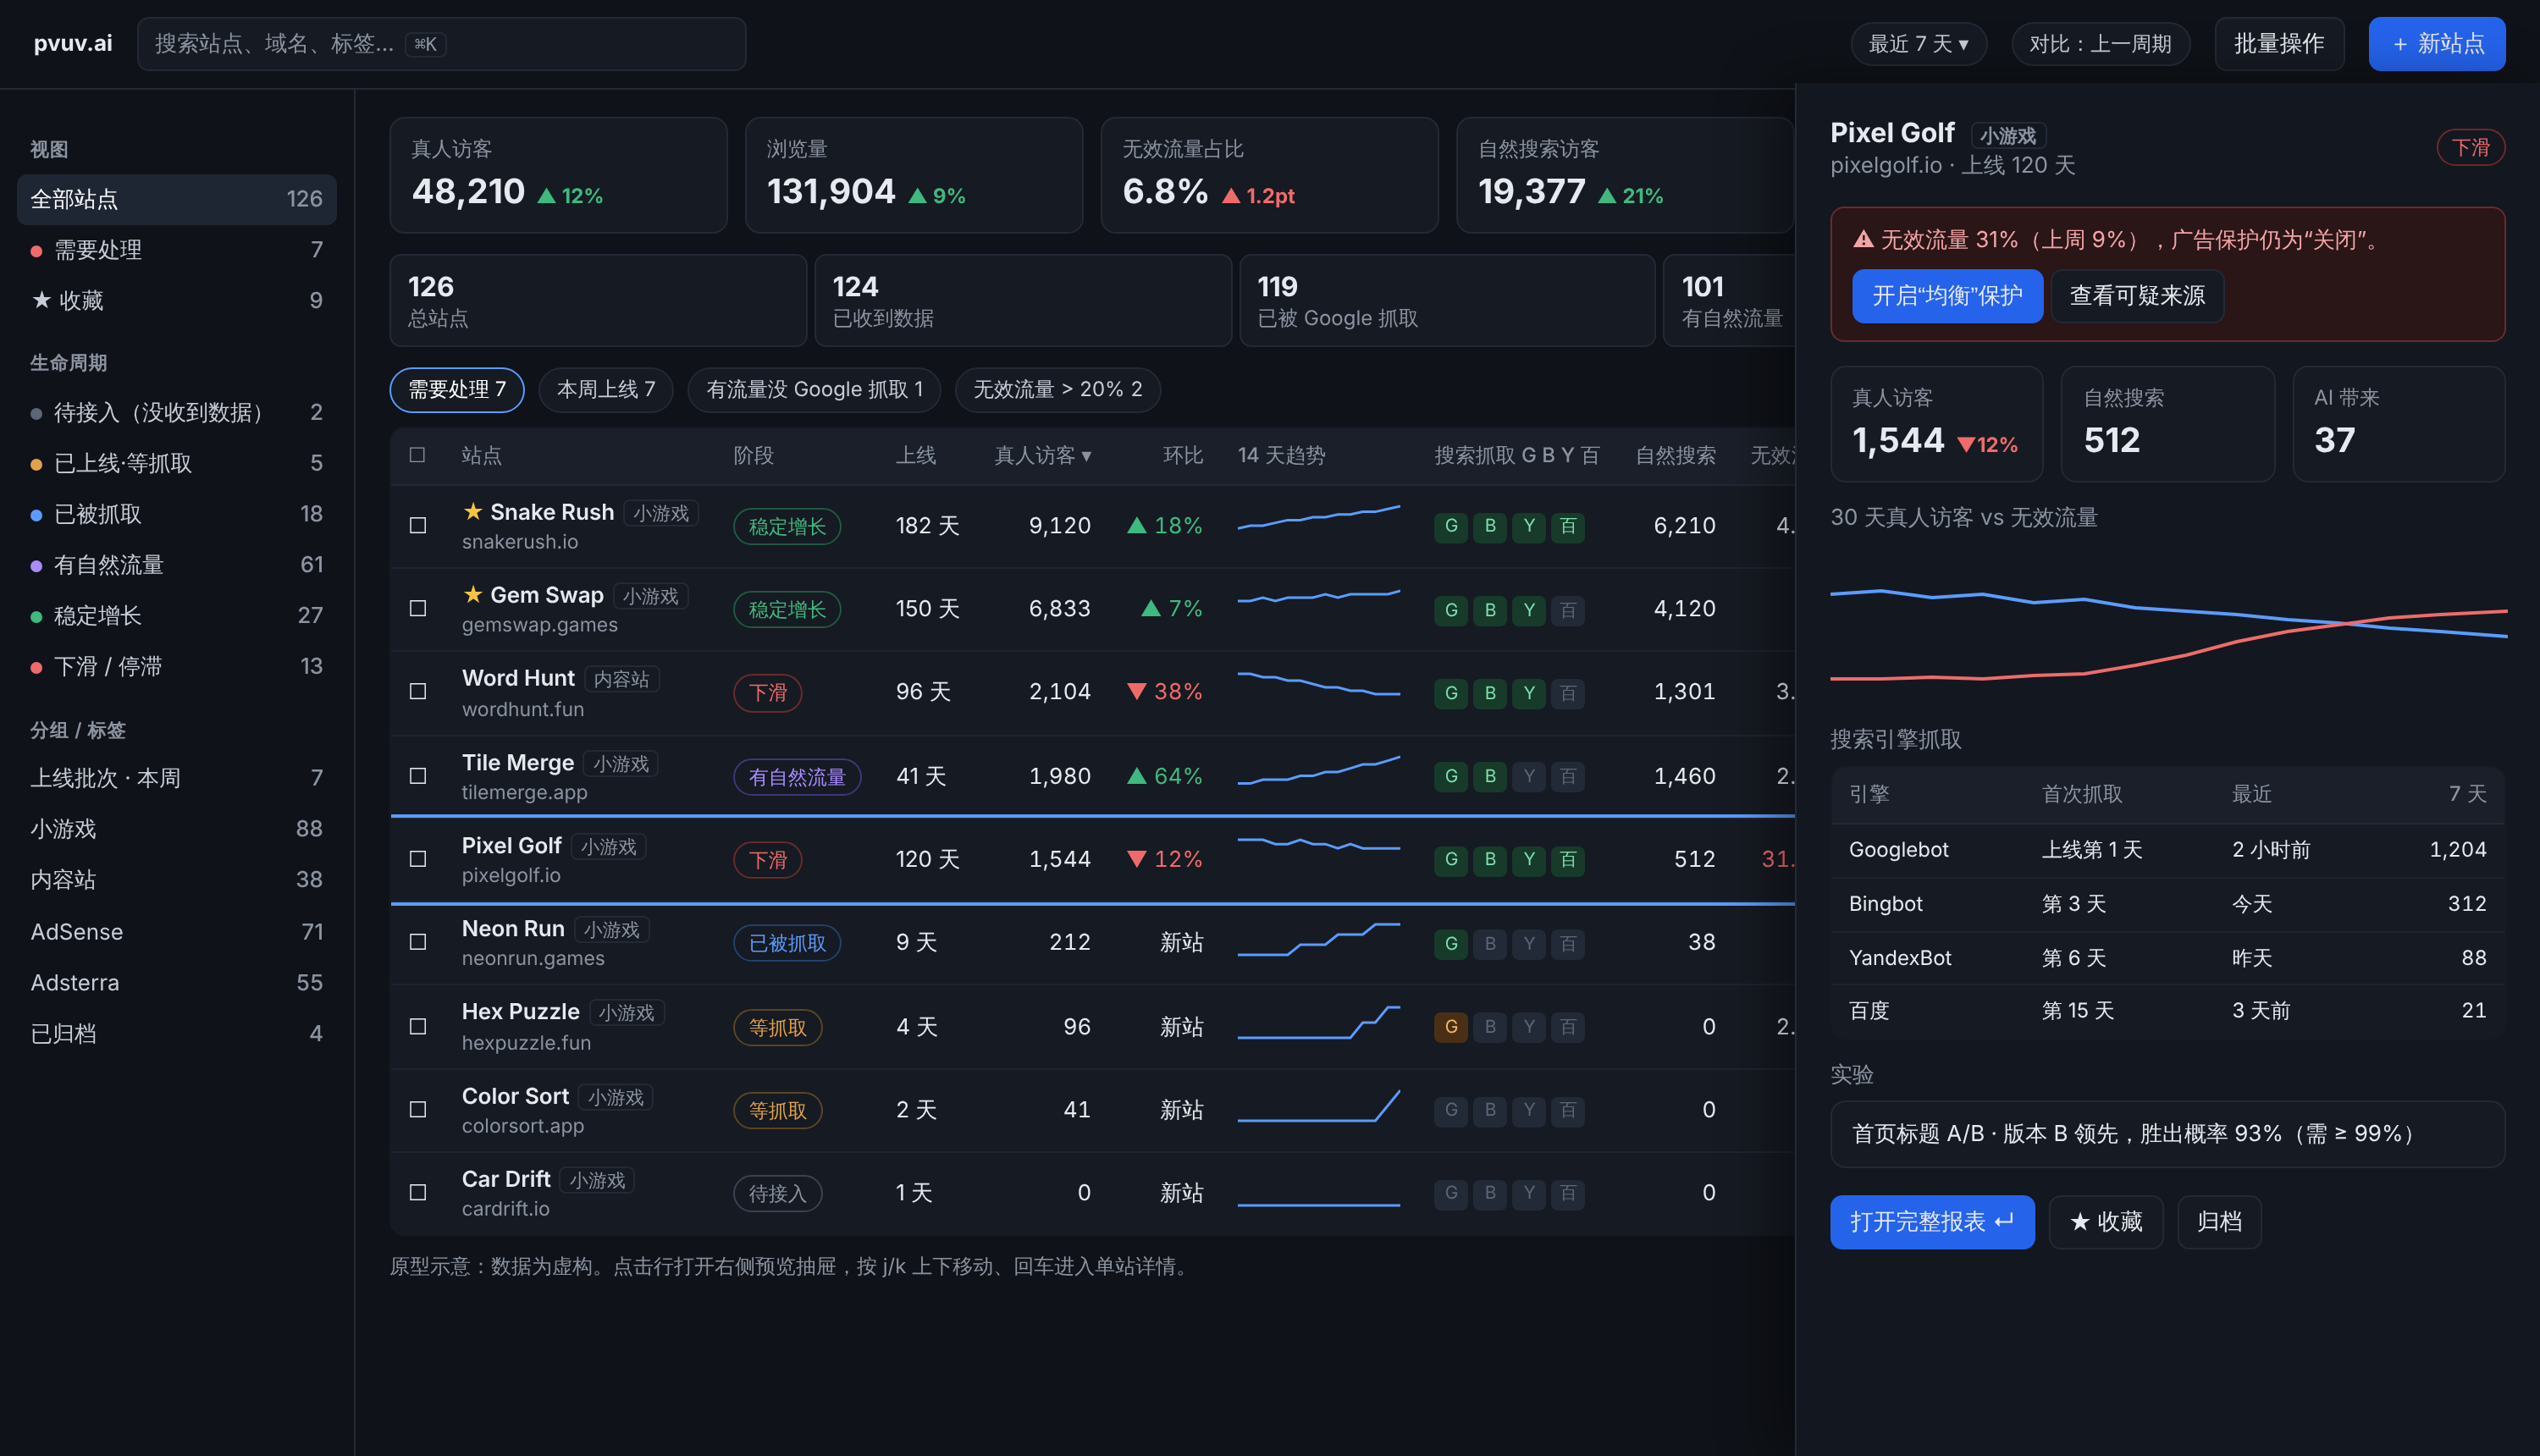 pvuv.ai
搜索站点、域名、标签... ⌘K
最近 7 天 ▾
对比：上一周期
批量操作
＋ 新站点
视图
全部站点 126
需要处理 7
★ 收藏 9
生命周期
待接入（没收到数据） 2
已上线·等抓取 5
已被抓取 18
有自然流量 61
稳定增长 27
下滑 / 停滞 13
分组 / 标签
上线批次 · 本周 7
小游戏 88
内容站 38
AdSense 71
Adsterra 55
已归档 4
真人访客
48,210 ▲ 12%
浏览量
131,904 ▲ 9%
无效流量占比
6.8% ▲ 1.2pt
自然搜索访客
19,377 ▲ 21%
126
总站点
124
已收到数据
119
已被 Google 抓取
101
有自然流量
需要处理 7
本周上线 7
有流量没 Google 抓取 1
无效流量 > 20% 2
☐ 站点 阶段 上线 真人访客 ▾ 环比 14 天趋势 搜索抓取 G B Y 百 自然搜索 无效
☐ ★ Snake Rush 小游戏 稳定增长 182 天 9,120 ▲ 18% G B Y 百 6,210 4.
snakerush.io
☐ ★ Gem Swap 小游戏 稳定增长 150 天 6,833 ▲ 7% G B Y 百 4,120
gemswap.games
☐ Word Hunt 内容站 下滑 96 天 2,104 ▼ 38% G B Y 百 1,301 3.
wordhunt.fun
☐ Tile Merge 小游戏 有自然流量 41 天 1,980 ▲ 64% G B Y 百 1,460 2.
tilemerge.app
☐ Pixel Golf 小游戏 下滑 120 天 1,544 ▼ 12% G B Y 百 512 31.
pixelgolf.io
☐ Neon Run 小游戏 已被抓取 9 天 212 新站 G B Y 百 38
neonrun.games
☐ Hex Puzzle 小游戏 等抓取 4 天 96 新站 G B Y 百 0 2.
hexpuzzle.fun
☐ Color Sort 小游戏 等抓取 2 天 41 新站 G B Y 百 0
colorsort.app
☐ Car Drift 小游戏 待接入 1 天 0 新站 G B Y 百 0
cardrift.io
原型示意：数据为虚构。点击行打开右侧预览抽屉，按 j/k 上下移动、回车进入单站详情。
Pixel Golf 小游戏
pixelgolf.io · 上线 120 天
下滑
⚠ 无效流量 31%（上周 9%），广告保护仍为“关闭”。
开启“均衡”保护
查看可疑来源
真人访客
1,544 ▼12%
自然搜索
512
AI 带来
37
30 天真人访客 vs 无效流量
搜索引擎抓取
引擎 首次抓取 最近 7 天
Googlebot 上线第 1 天 2 小时前 1,204
Bingbot 第 3 天 今天 312
YandexBot 第 6 天 昨天 88
百度 第 15 天 3 天前 21
实验
首页标题 A/B · 版本 B 领先，胜出概率 93%（需 ≥ 99%）
打开完整报表 ↵
★ 收藏
归档